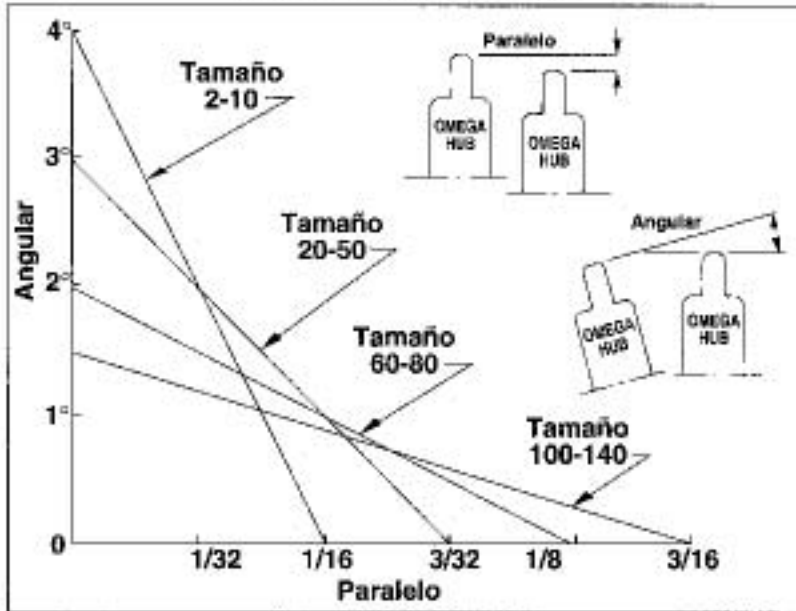 4°
3°
2°
1°
0
Angular
Tamaño
2-10
Tamaño
20-50
Tamaño
60-80
Tamaño
100-140
Paralelo
OMEGA
HUB
OMEGA
HUB
Angular
OMEGA
HUB
OMEGA
HUB
1/32
1/16
3/32
1/8
3/16
Paralelo